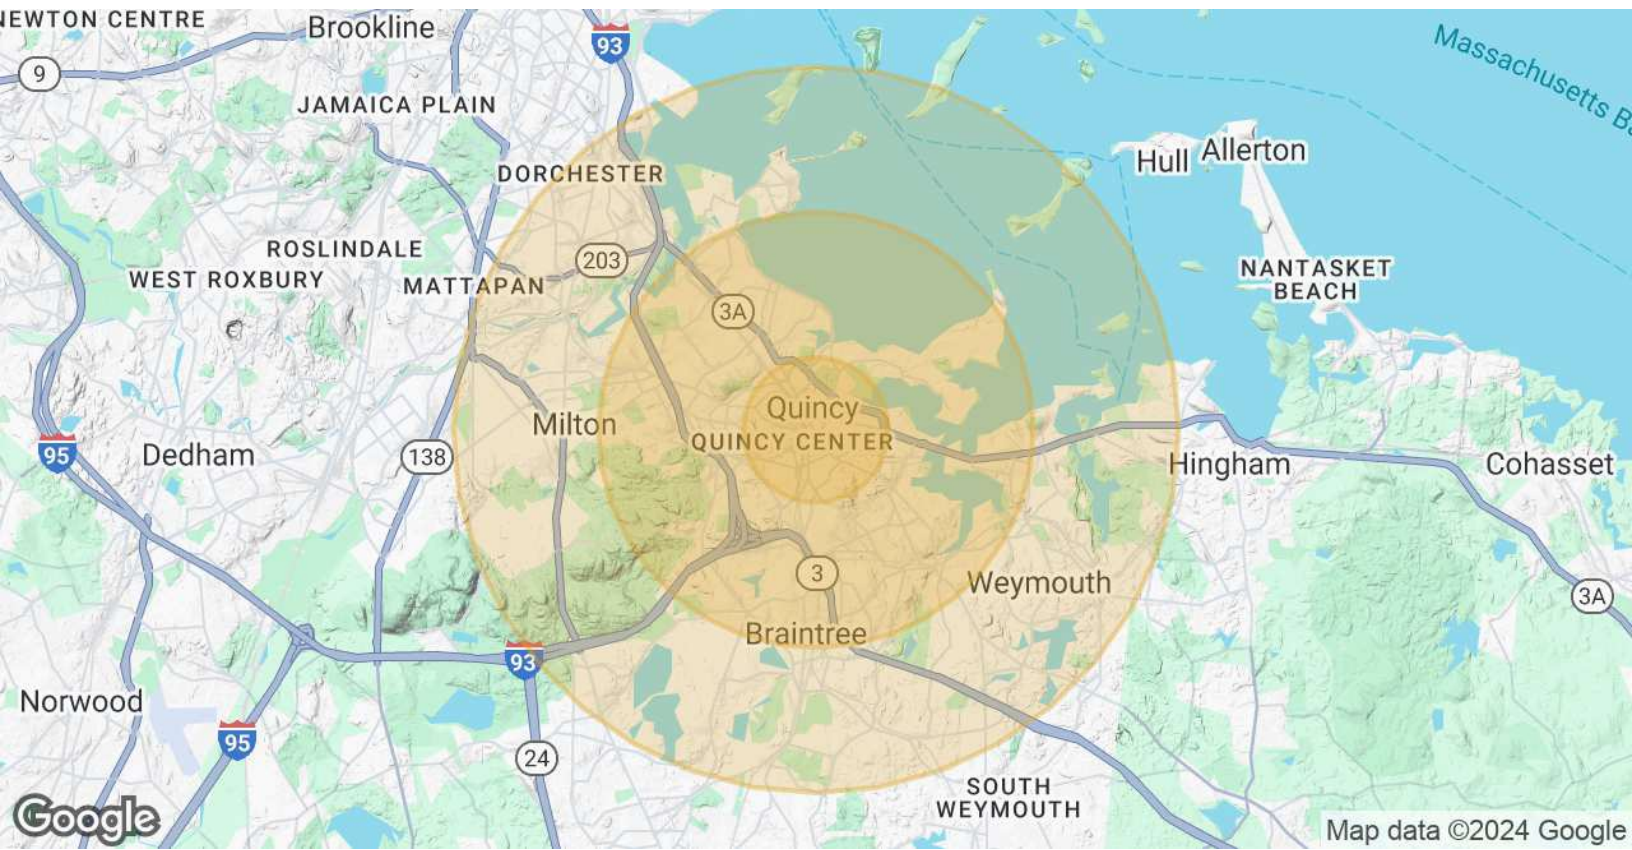 NEWTON CENTRE
Brookline
93
9
Massachusetts Ba
JAMAICA PLAIN
Hull
Allerton
DORCHESTER
ROSLINDALE
203
WEST ROXBURY
MATTAPAN
NANTASKET
BEACH
3A
Quincy
Milton
QUINCY CENTER
95
Dedham
138
Hingham
Cohasset
3
Weymouth
3A
Braintree
93
Norwood
95
24
SOUTH
WEYMOUTH
Google
Map data ©2024 Google